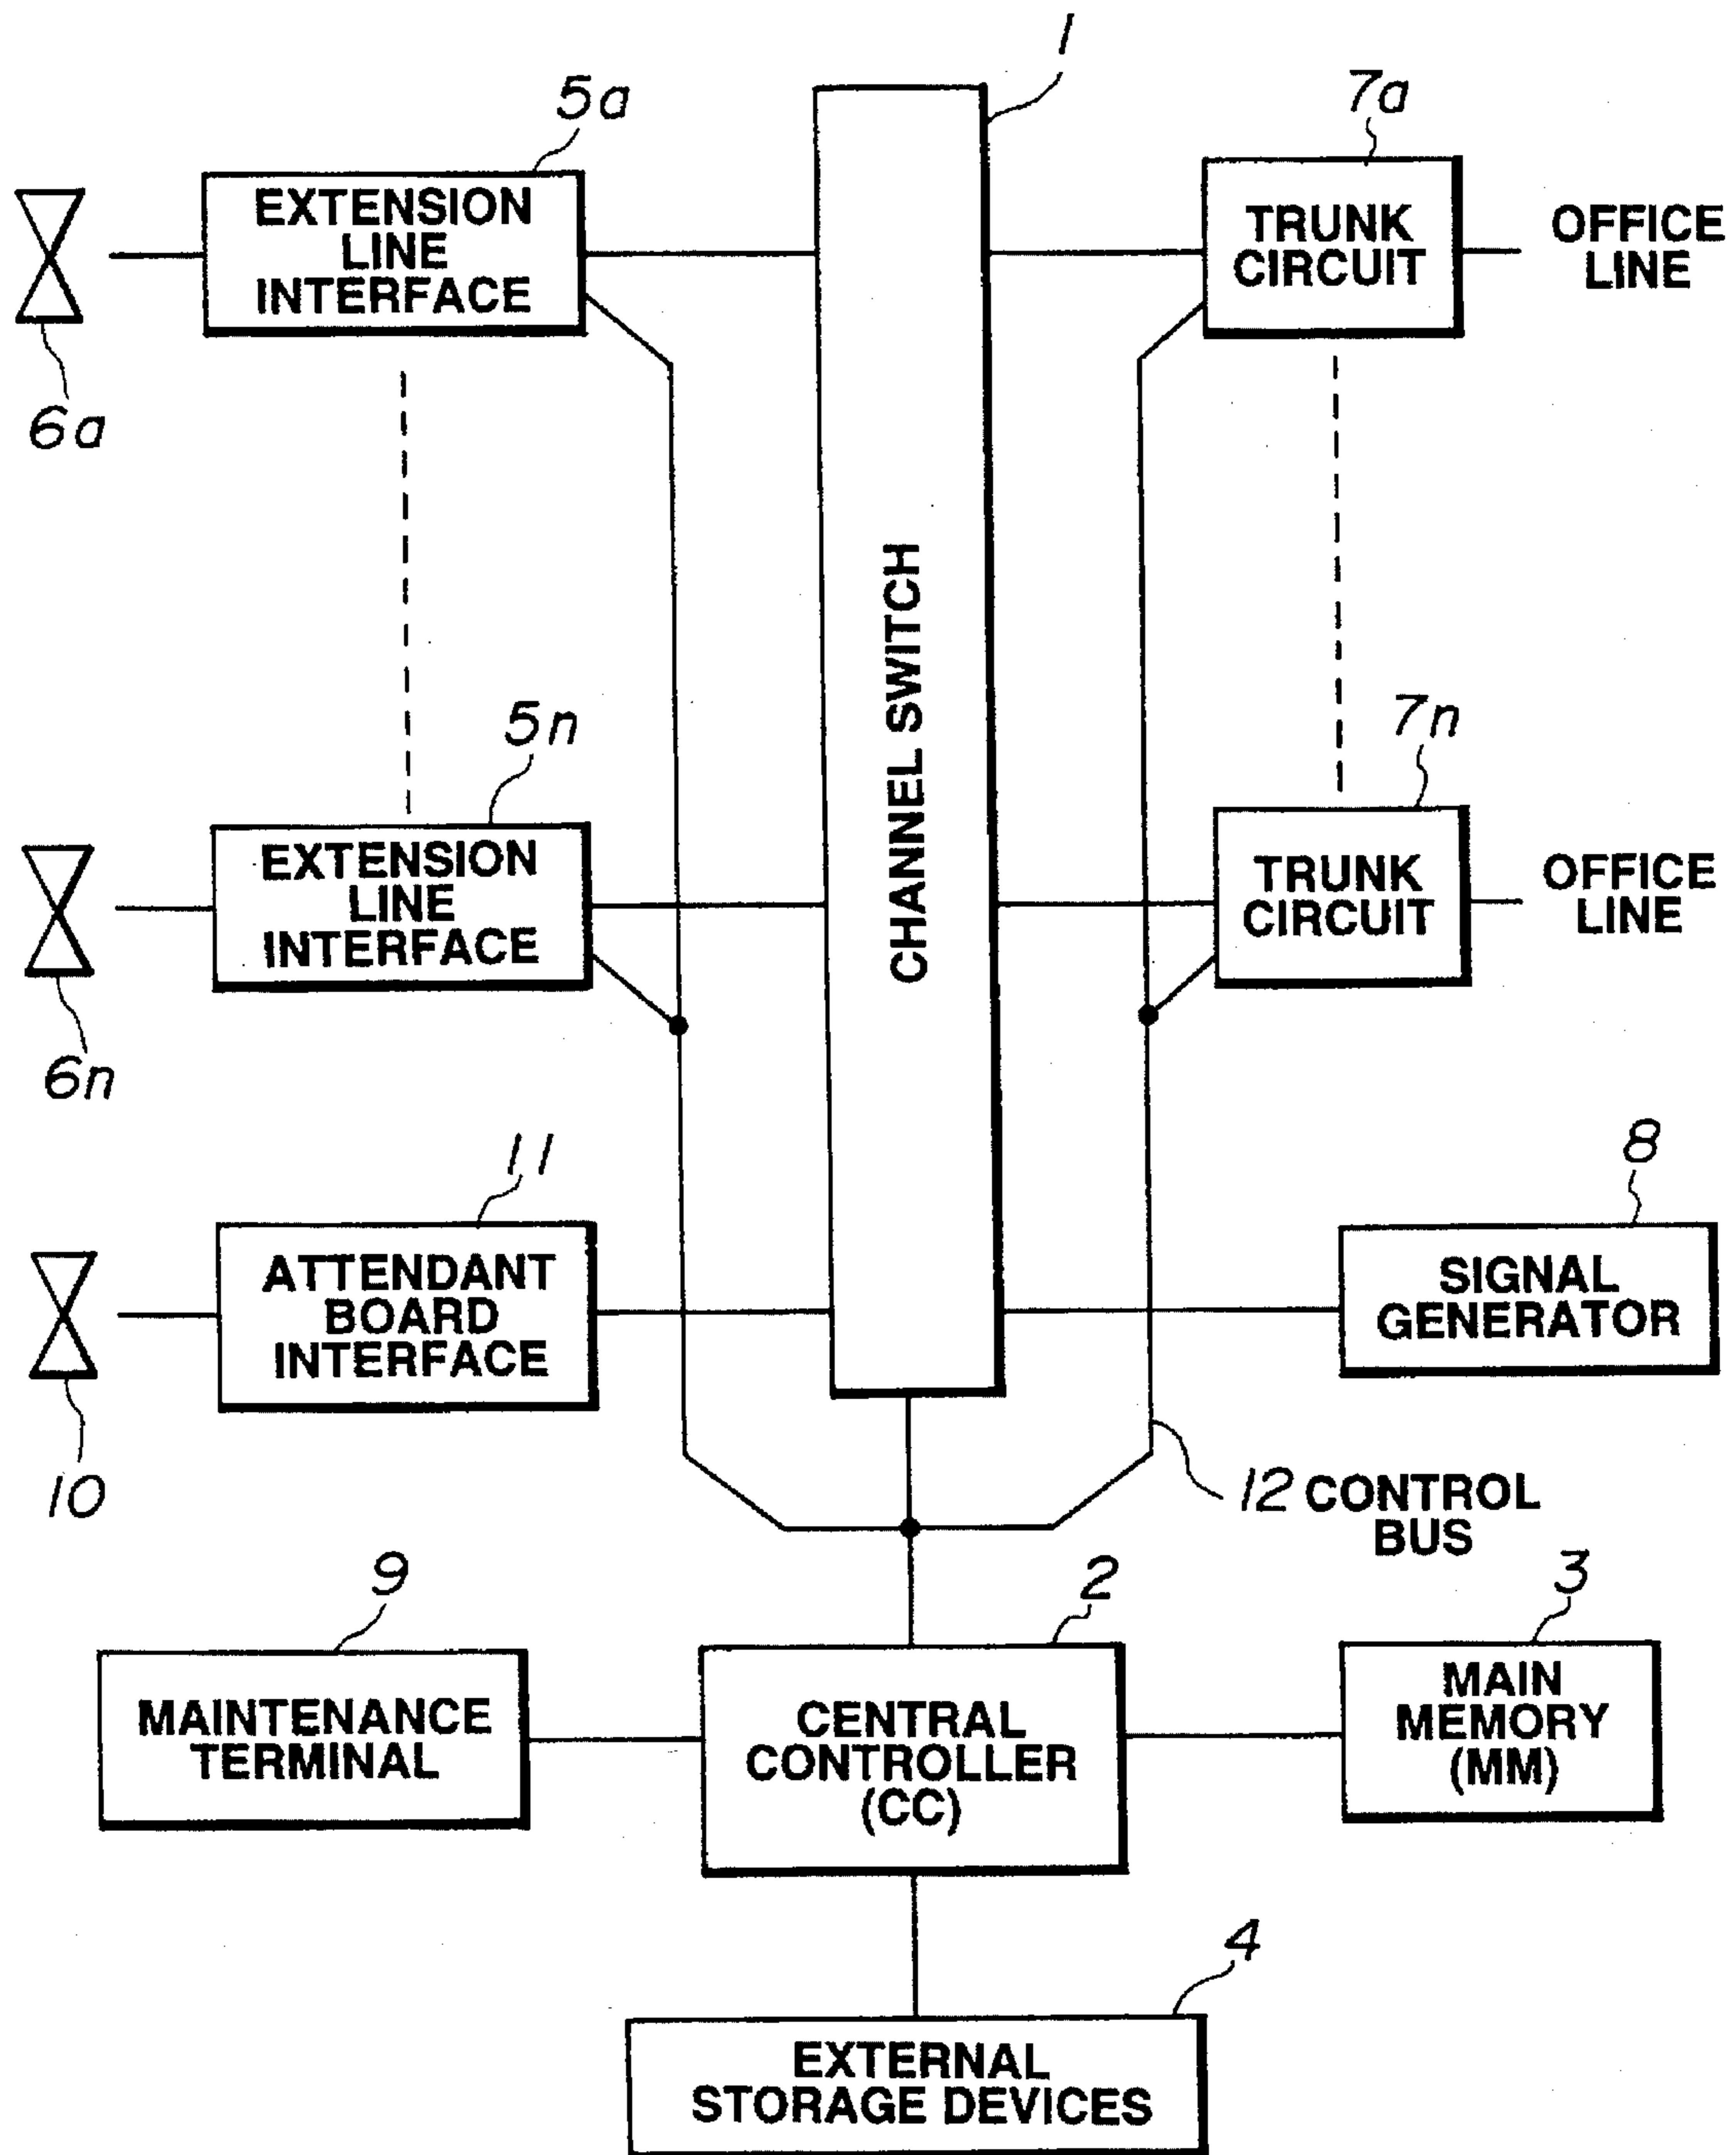 1
5a
7a
EXTENSION
LINE
INTERFACE
TRUNK
CIRCUIT
OFFICE
LINE
6a
CHANNEL SWITCH
5n
7n
EXTENSION
LINE
INTERFACE
TRUNK
CIRCUIT
OFFICE
LINE
6n
11
8
ATTENDANT
BOARD
INTERFACE
SIGNAL
GENERATOR
10
12 CONTROL
BUS
9
2
3
MAINTENANCE
TERMINAL
CENTRAL
CONTROLLER
(CC)
MAIN
MEMORY
(MM)
4
EXTERNAL
STORAGE DEVICES